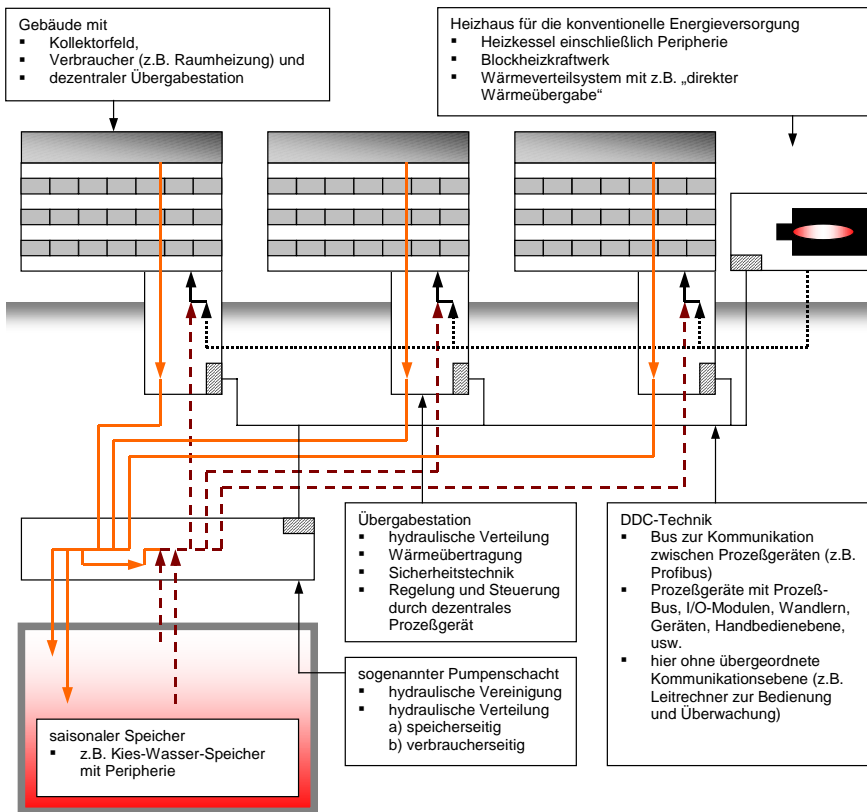 Gebäude mit
▪ Kollektorfeld,
▪ Verbraucher (z.B. Raumheizung) und
▪ dezentraler Übergabestation
Heizhaus für die konventionelle Energieversorgung
▪ Heizkessel einschließlich Peripherie
▪ Blockheizkraftwerk
▪ Wärmeverteilsystem mit z.B. „direkter
Wärmeübergabe“
Übergabestation
▪ hydraulische Verteilung
▪ Wärmeübertragung
▪ Sicherheitstechnik
▪ Regelung und Steuerung
durch dezentrales
Prozeßgerät
DDC-Technik
▪ Bus zur Kommunikation
zwischen Prozeßgeräten (z.B.
Profibus)
▪ Prozeßgeräte mit Prozeß-
Bus, I/O-Modulen, Wandlern,
Geräten, Handbedienebene,
usw.
▪ hier ohne übergeordnete
Kommunikationsebene (z.B.
Leitrechner zur Bedienung
und Überwachung)
sogenannter Pumpenschacht
▪ hydraulische Vereinigung
▪ hydraulische Verteilung
a) speicherseitig
b) verbraucherseitig
saisonaler Speicher
▪ z.B. Kies-Wasser-Speicher
mit Peripherie